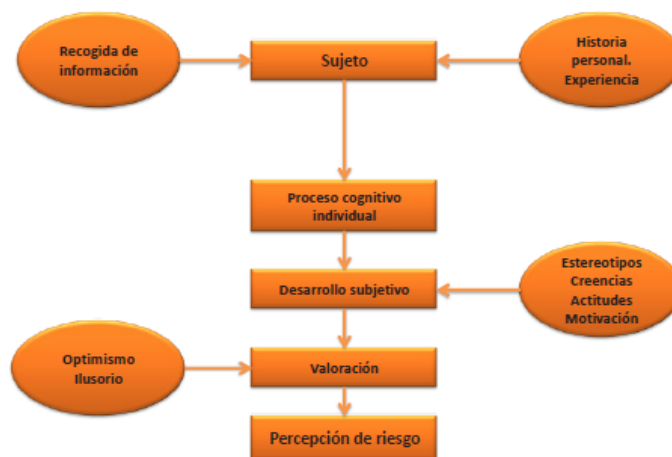 Recogida de
información
Sujeto
Historia
personal.
Experiencia
Proceso cognitivo
individual
Desarrollo subjetivo
Estereotipos
Creencias
Actitudes
Motivación
Optimismo
Ilusorio
Valoración
Percepción de riesgo